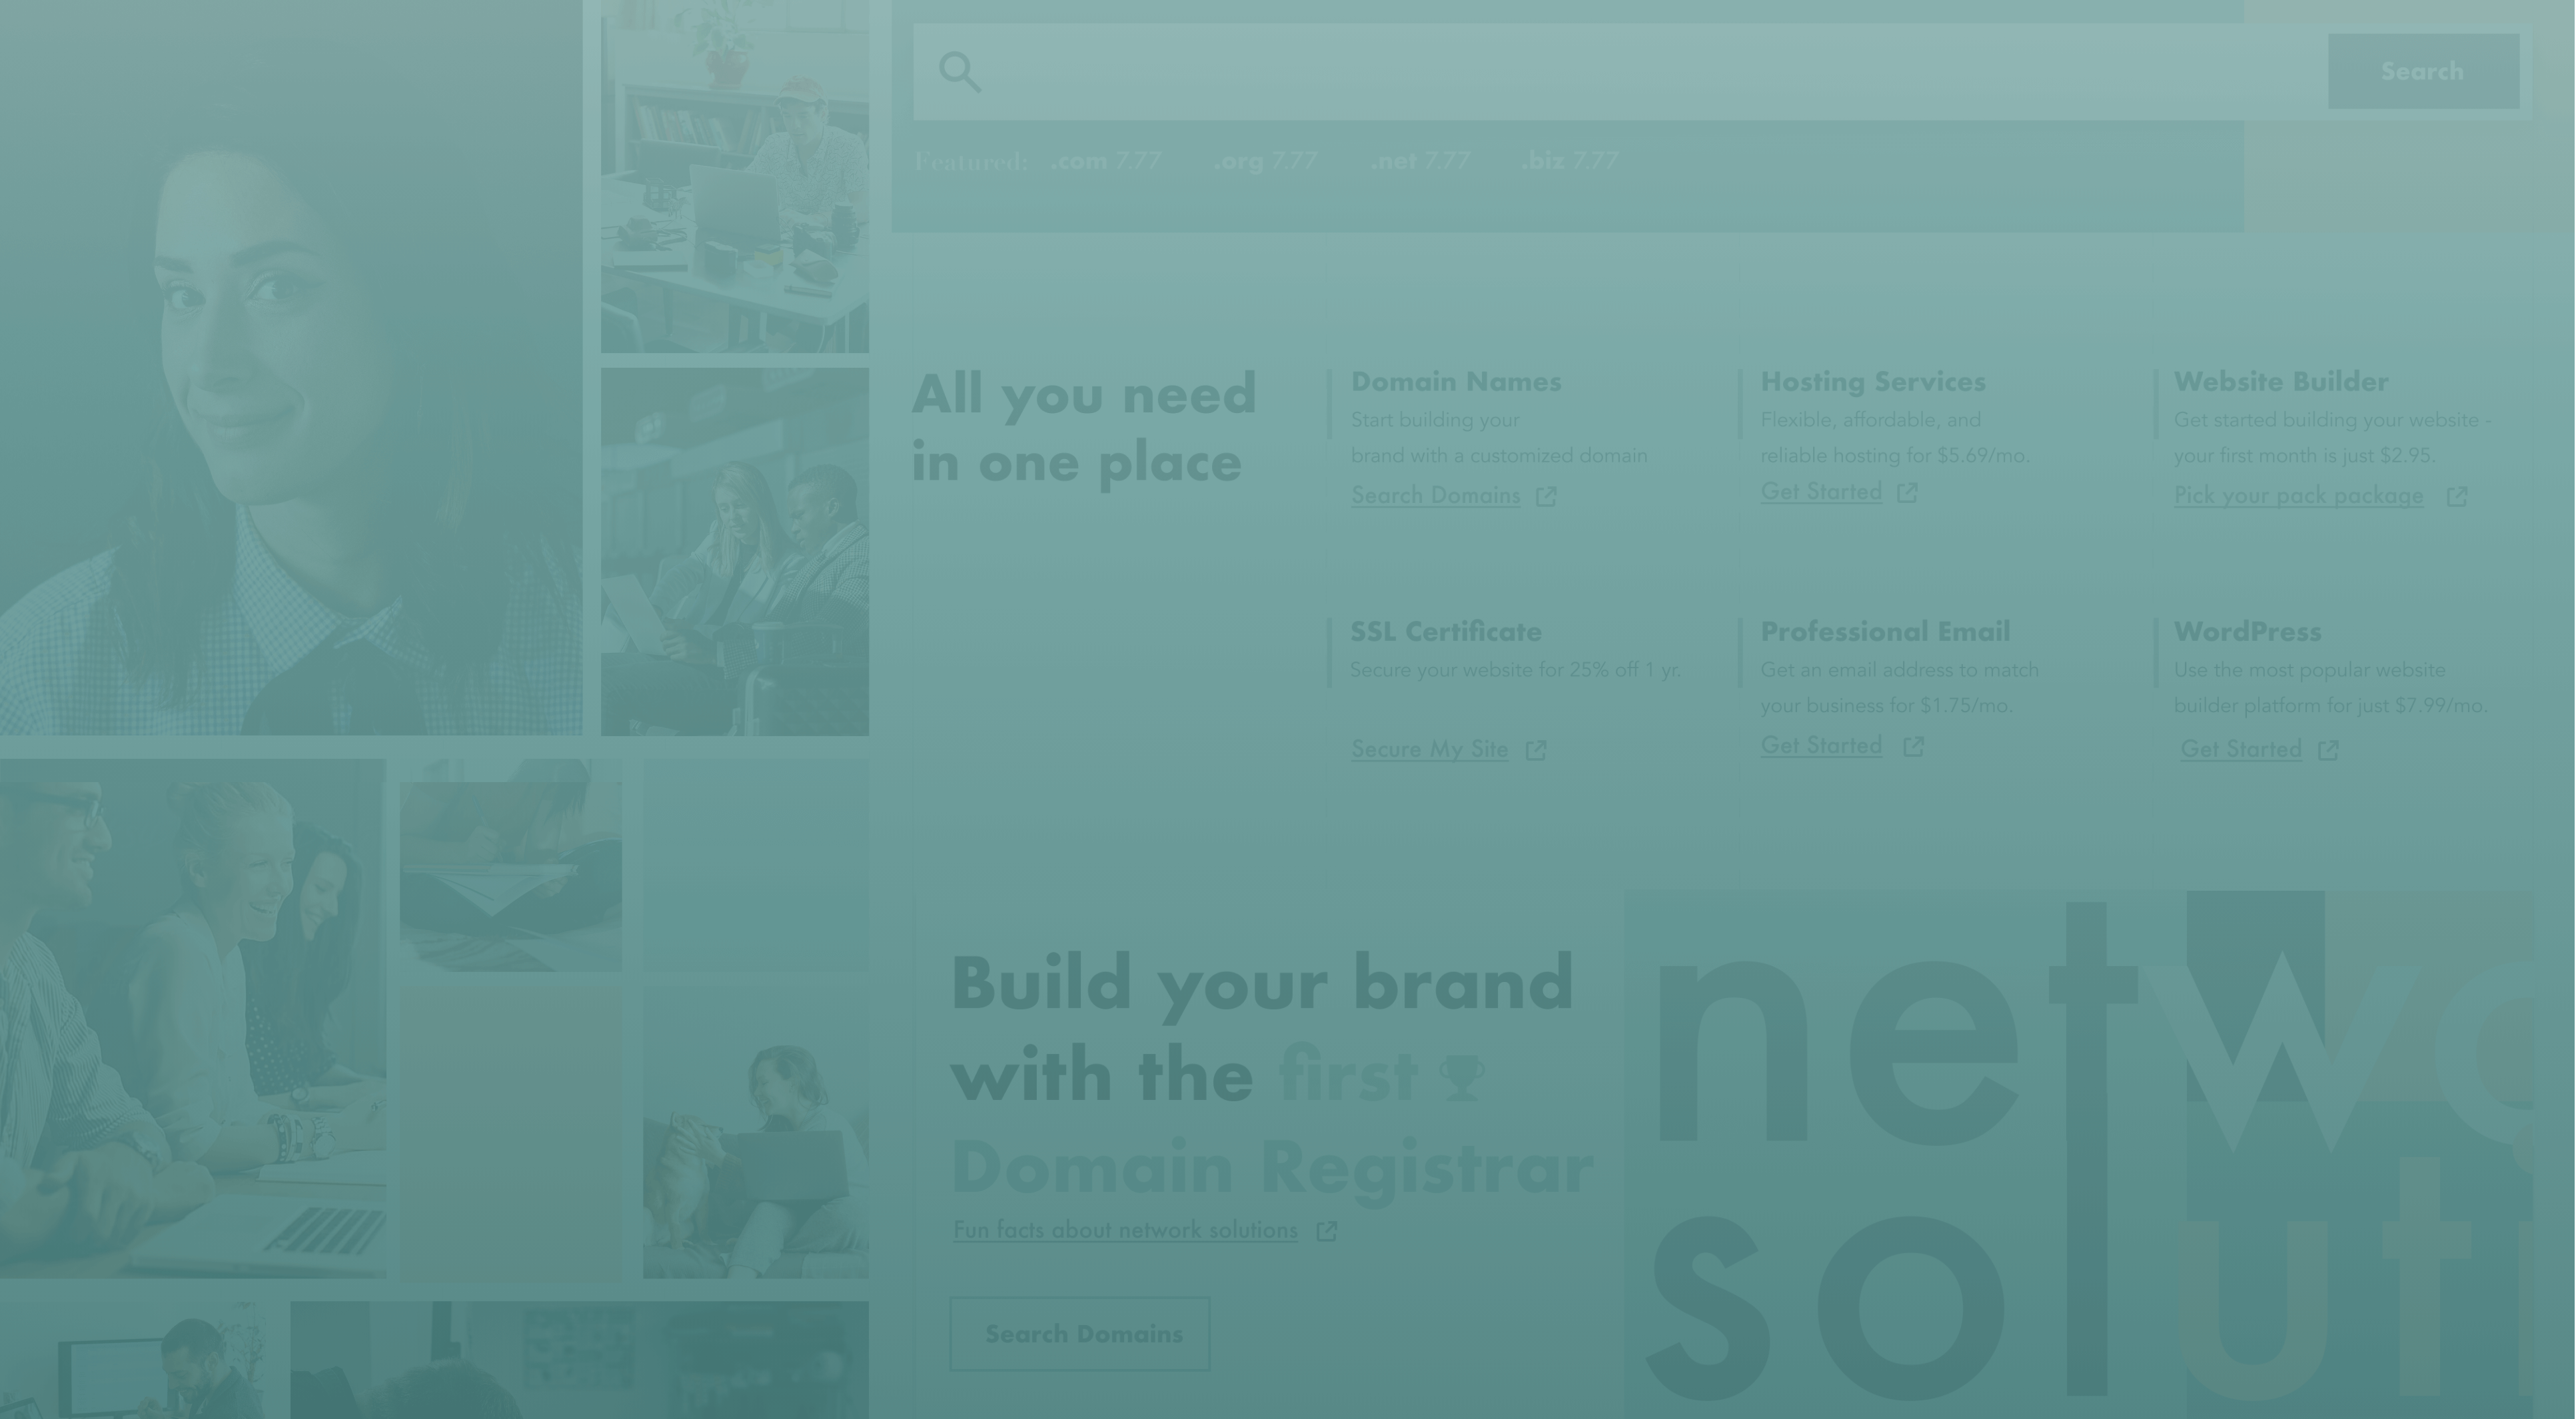 Search
Featured: .com 7.77 .org 7.77 .net 7.77 .biz 7.77
All you need
in one place
Domain Names
Start building your
brand with a customized domain
Search Domains
Hosting Services
Flexible, affordable, and
reliable hosting for $5.69/mo.
Get Started
Website Builder
Get started building your website -
your first month is just $2.95.
Pick your pack package
SSL Certificate
Secure your website for 25% off 1 yr.
Secure My Site
Professional Email
Get an email address to match
your business for $1.75/mo.
Get Started
WordPress
Use the most popular website
builder platform for just $7.99/mo.
Get Started
Build your brand
with the first
Domain Registrar
Fun facts about network solutions
Search Domains
netwo
soluti